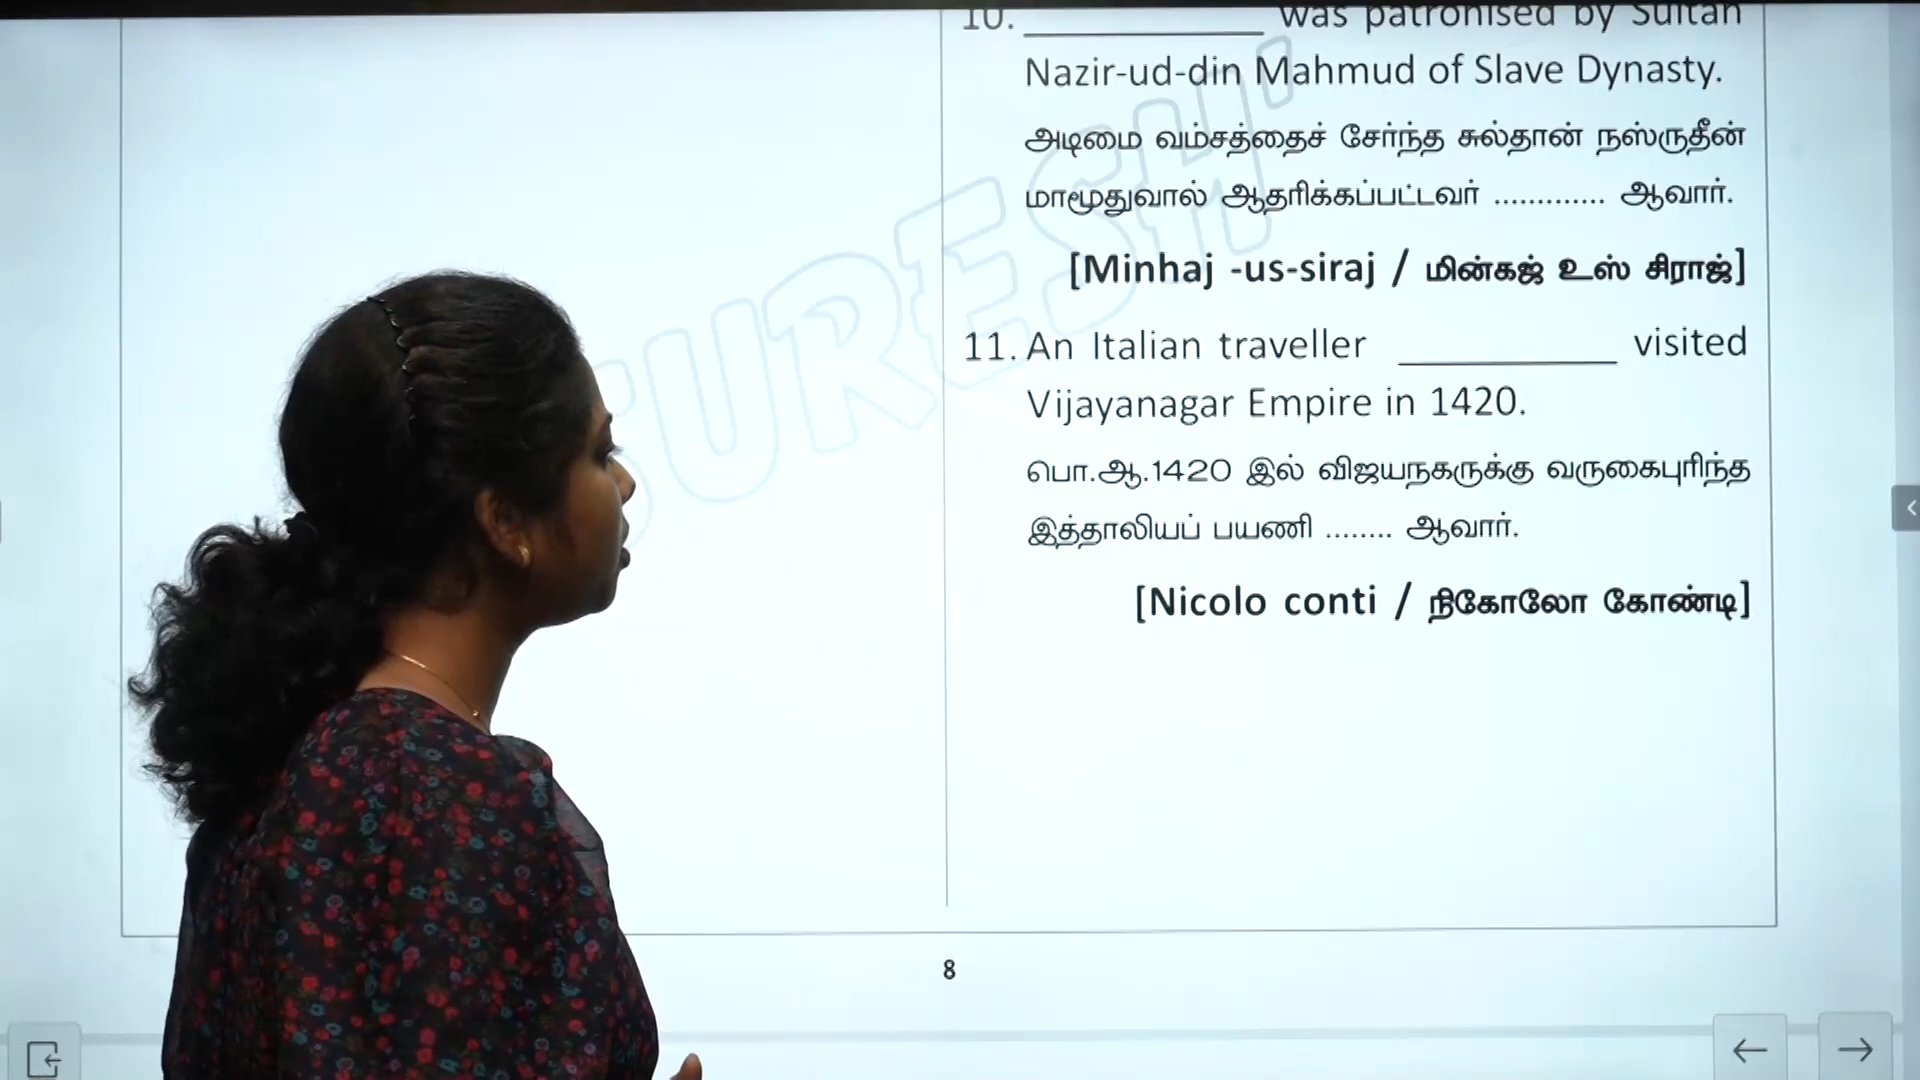 10. ____________ was patronised by Sultan
Nazir-ud-din Mahmud of Slave Dynasty.
அடிமை வம்சத்தைச் சேர்ந்த சுல்தான் நஸ்ருதீன்
மாமூதுவால் ஆதரிக்கப்பட்டவர் ............. ஆவார்.
[Minhaj -us-siraj / மின்கஜ் உஸ் சிராஜ்]
11. An Italian traveller ___________ visited
Vijayanagar Empire in 1420.
பொ.ஆ.1420 இல் விஜயநகருக்கு வருகைபுரிந்த
இத்தாலியப் பயணி ........ ஆவார்.
[Nicolo conti / நிகோலோ கோண்டி]
SURESH'
8